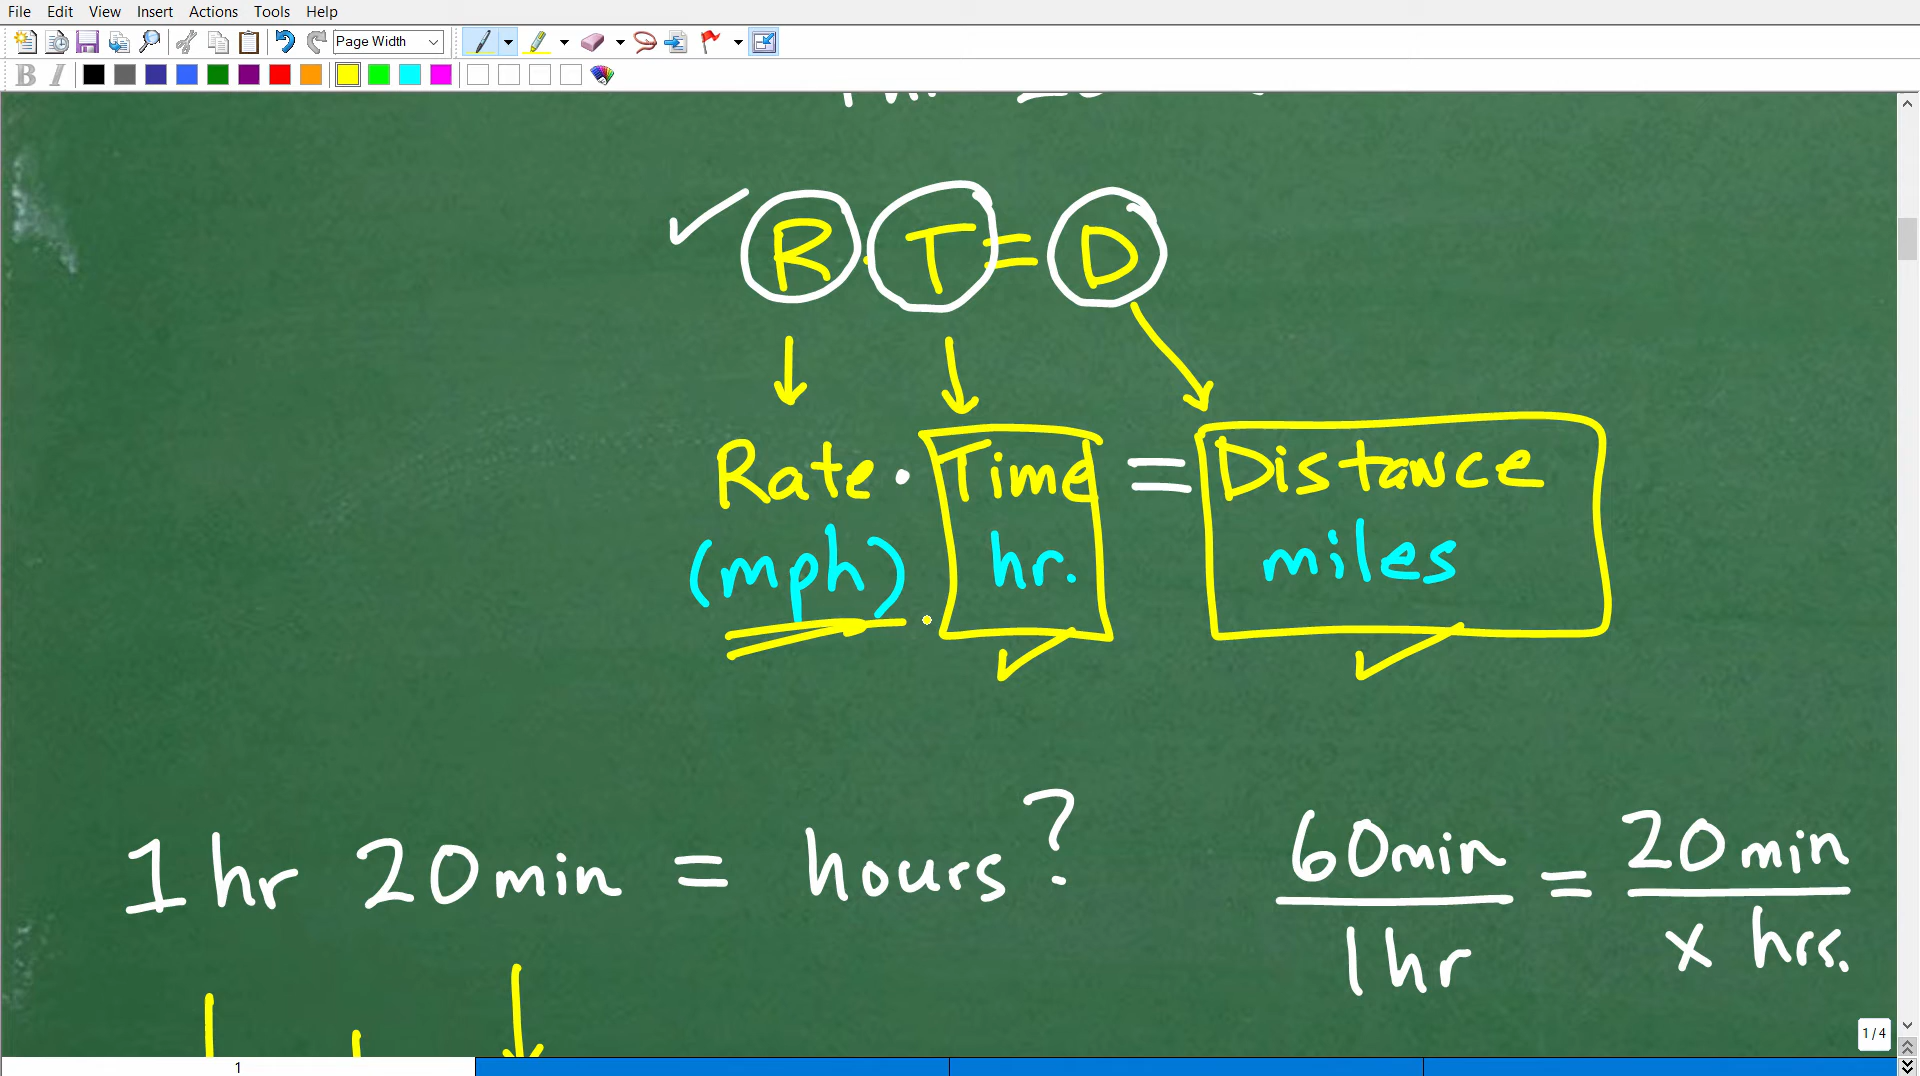 File Edit View Insert Actions Tools Help
Page Width
B I
R · T = D
Rate · Time = Distance
(mph) · hr. miles
1 hr 20 min = hours ?
60 min = 20 min
1 hr x hrs.
1 / 4
1